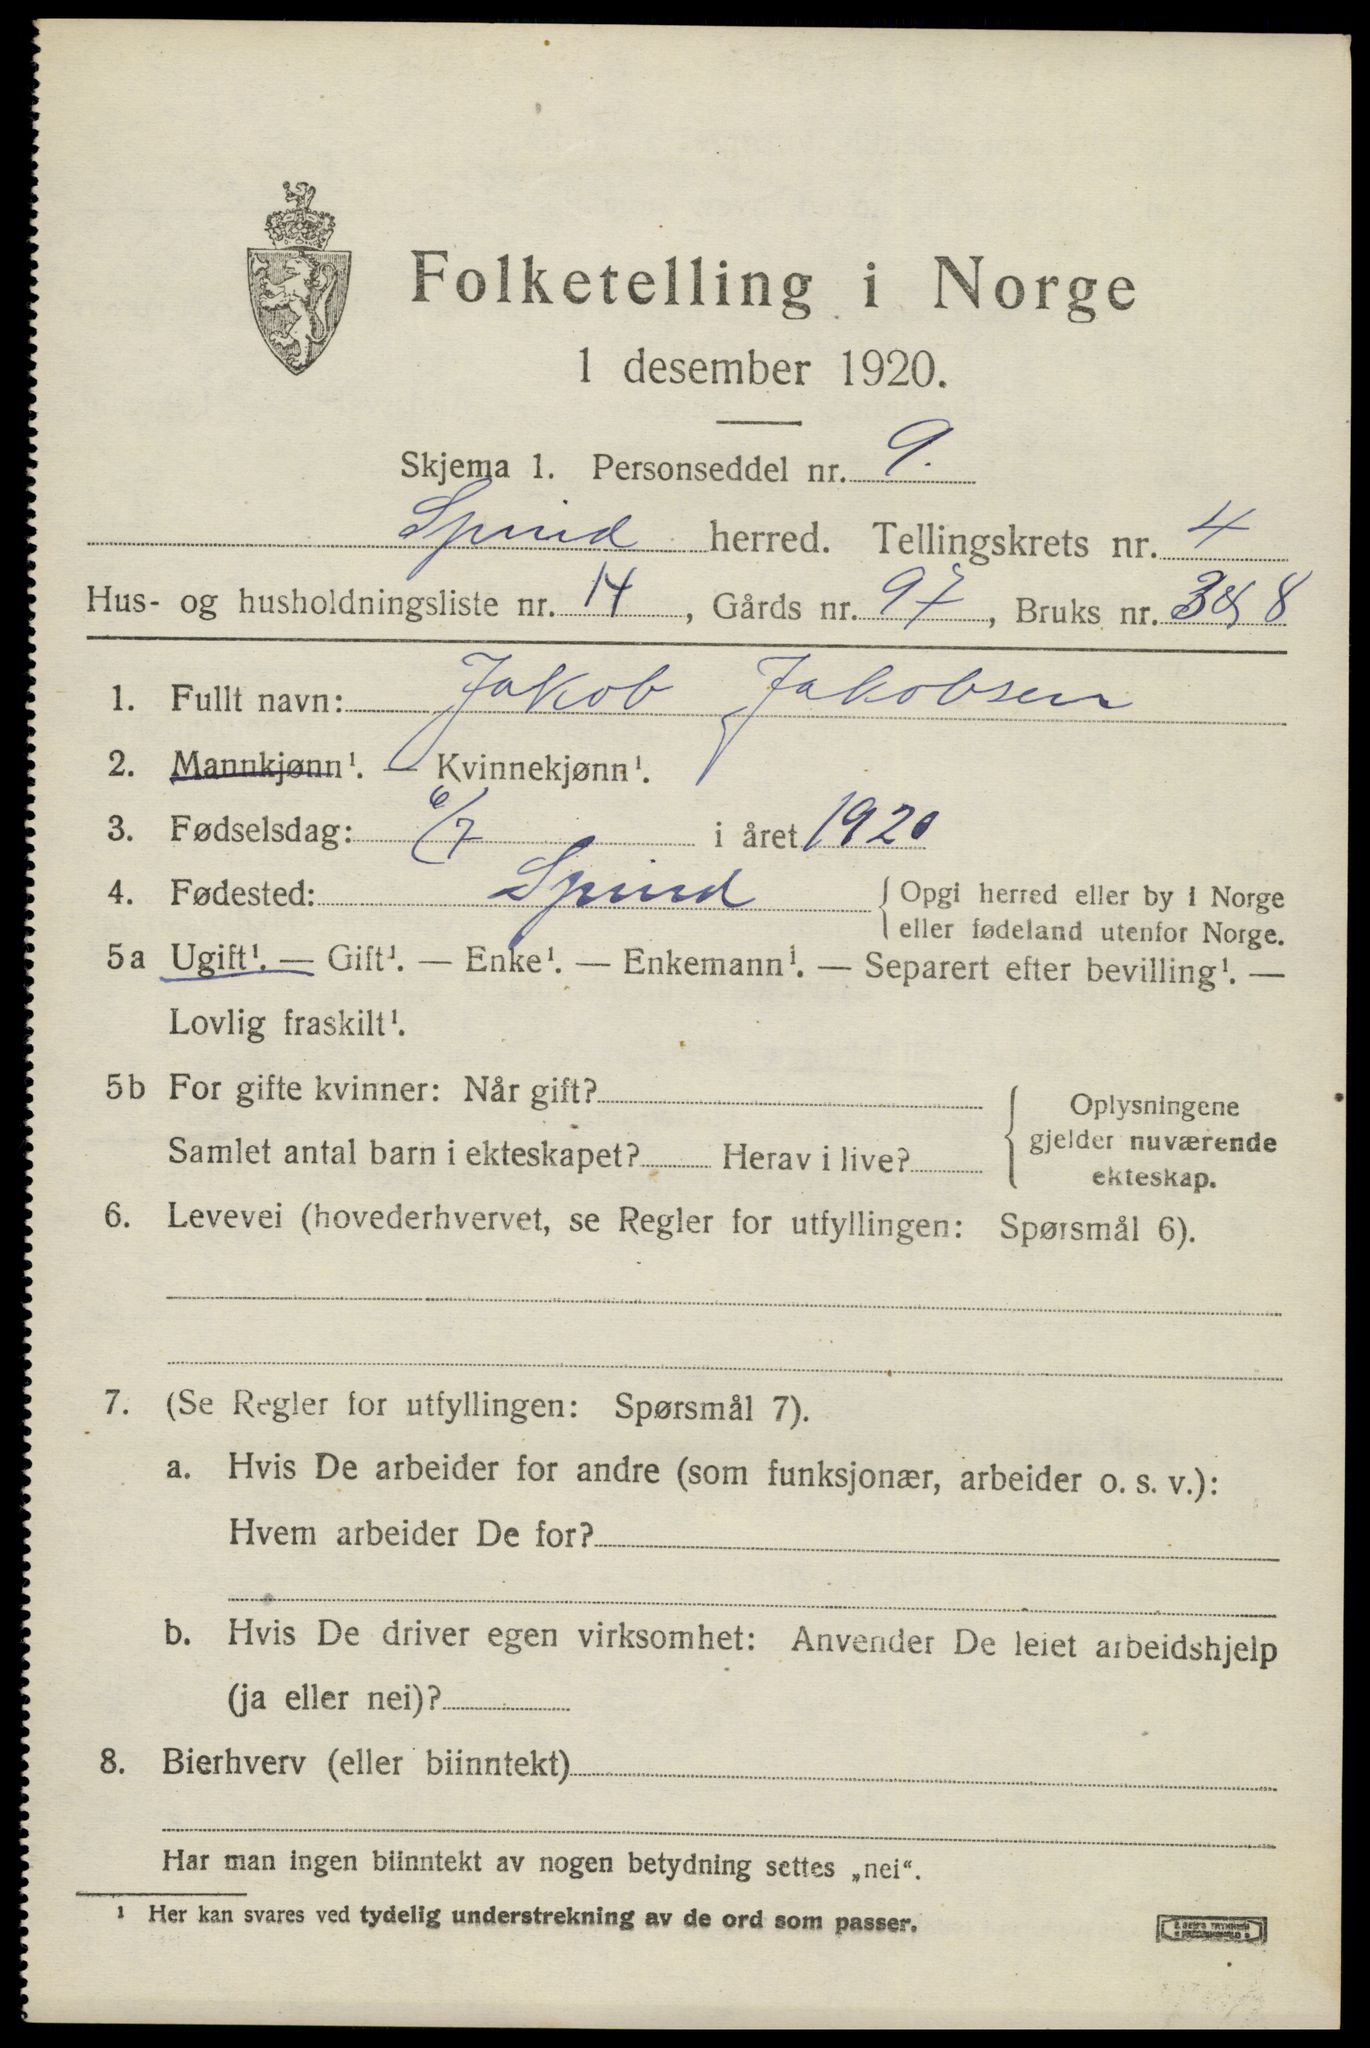 Folketelling i Norge
1 desember 1920.
Skjema 1. Personseddel nr. 9.
Spind herred. Tellingskrets nr. 4
Hus- og husholdningsliste nr. 14, Gårds nr. 97, Bruks nr. 3 & 8
1. Fullt navn: Jakob Jakobsen
2. Mannkjønn¹. — Kvinnekjønn¹.
3. Fødselsdag: 6/7 i året 1920
4. Fødested: Spind { Opgi herred eller by i Norge
eller fødeland utenfor Norge.
5a Ugift¹. — Gift¹. — Enke¹. — Enkemann¹. — Separert efter bevilling¹. —
Lovlig fraskilt¹.
5b For gifte kvinner: Når gift?
Samlet antal barn i ekteskapet? Herav i live?
{ Oplysningene
gjelder nuværende
ekteskap.
6. Levevei (hovederhvervet, se Regler for utfyllingen: Spørsmål 6).
7. (Se Regler for utfyllingen: Spørsmål 7).
a. Hvis De arbeider for andre (som funksjonær, arbeider o. s. v.):
Hvem arbeider De for?
b. Hvis De driver egen virksomhet: Anvender De leiet arbeidshjelp
(ja eller nei)?
8. Bierhverv (eller biinntekt)
Har man ingen biinntekt av nogen betydning settes „nei“.
1 Her kan svares ved tydelig understrekning av de ord som passer.